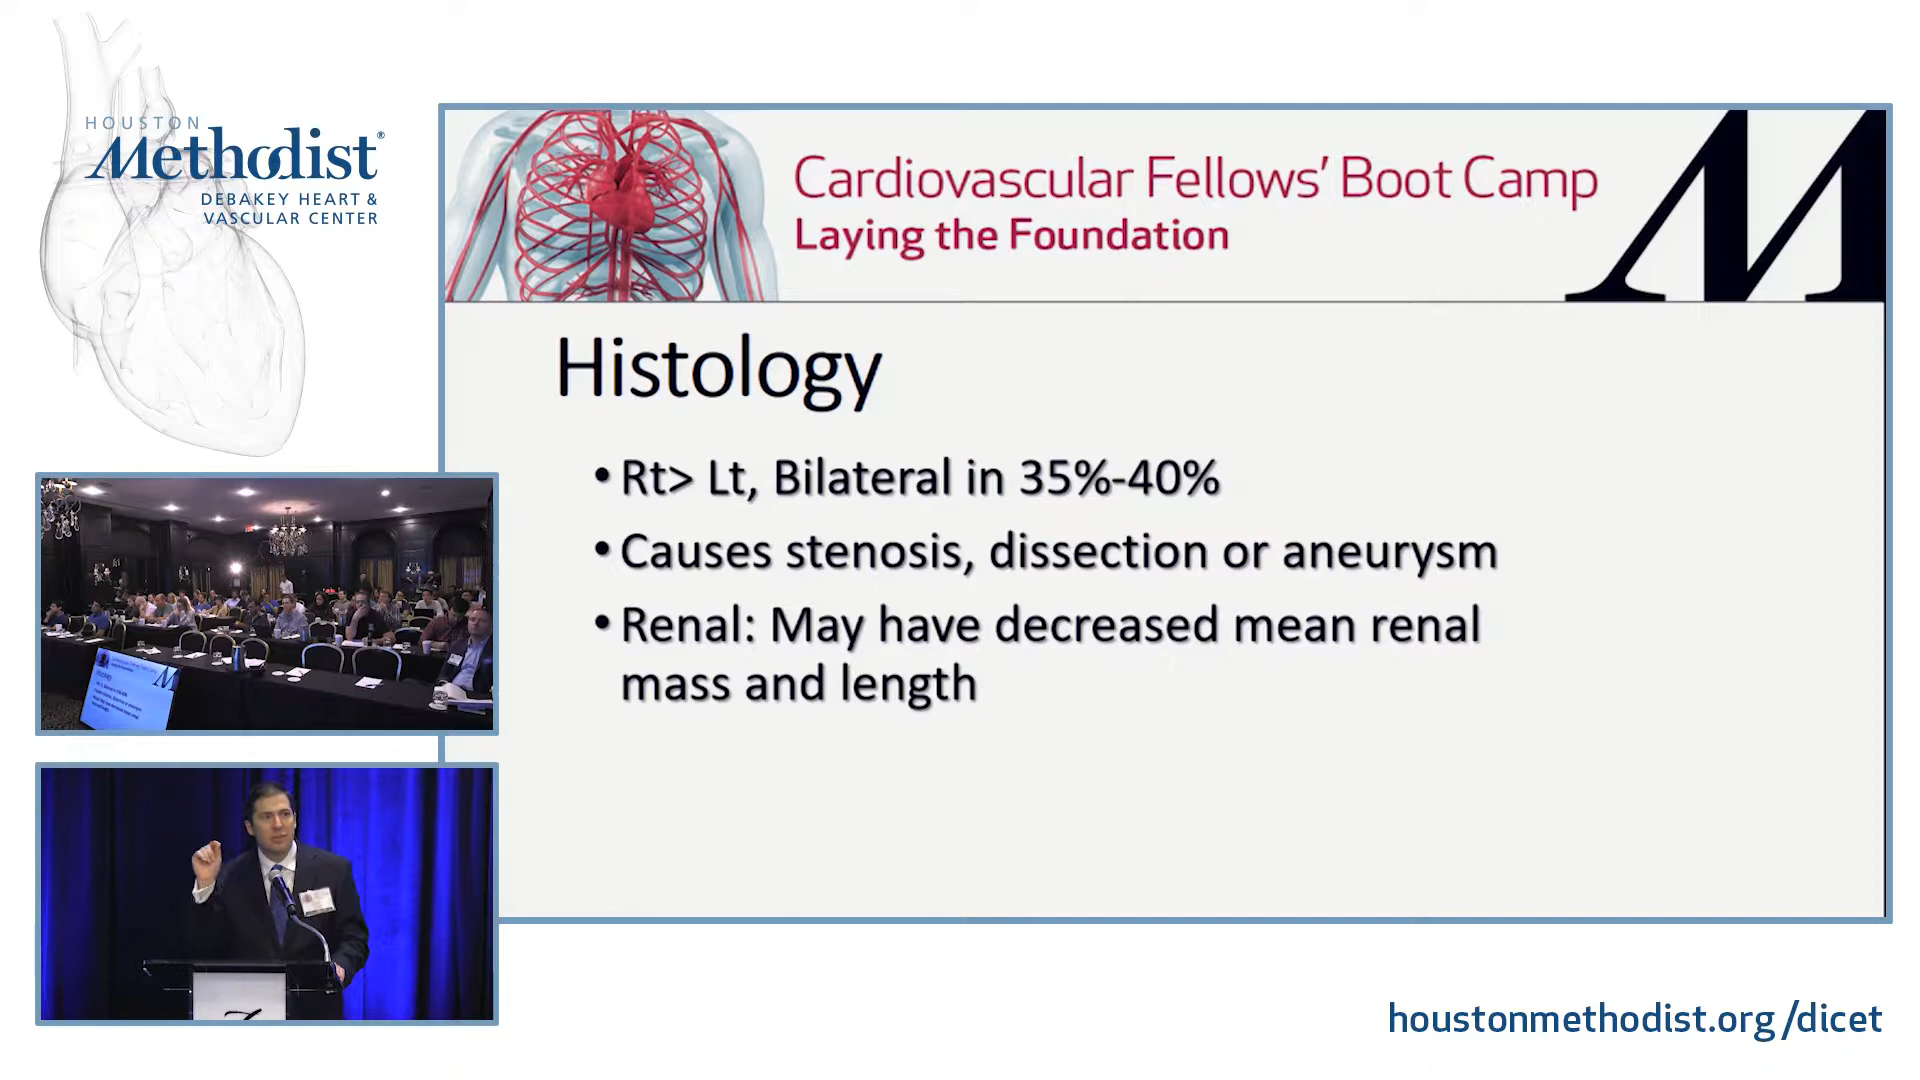 HOUSTON
Methodist®
DEBAKEY HEART &
VASCULAR CENTER
Cardiovascular Fellows’ Boot Camp
Laying the Foundation
M
Histology
• Rt> Lt, Bilateral in 35%-40%
• Causes stenosis, dissection or aneurysm
• Renal: May have decreased mean renal
mass and length
houstonmethodist.org/dicet